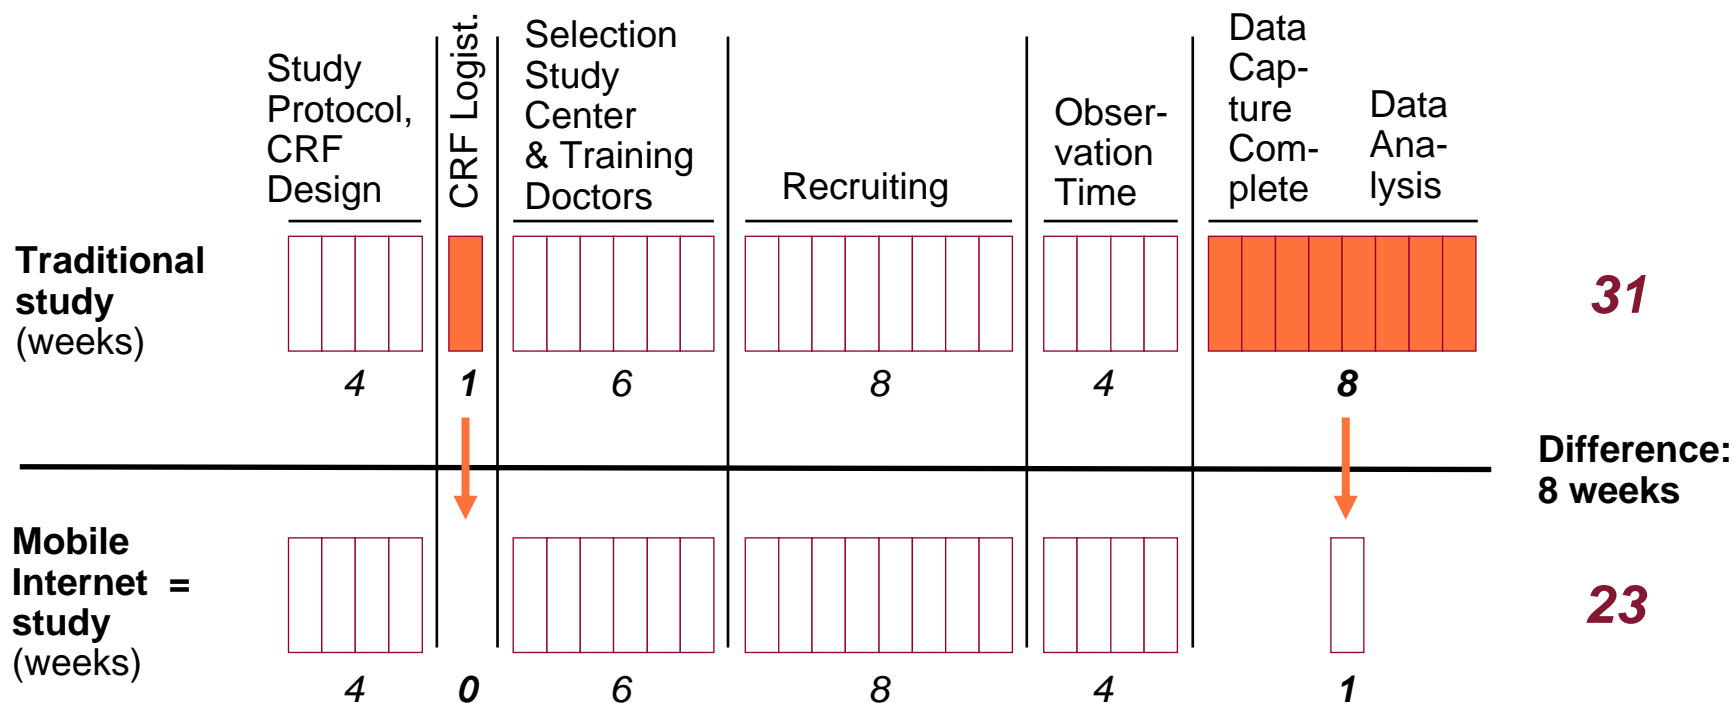 Study
Protocol,
CRF
Design
CRF Logist.
Selection
Study
Center
& Training
Doctors
Recruiting
Obser-
vation
Time
Data
Cap-
ture
Com-
plete
Data
Ana-
lysis
Traditional
study
(weeks)
31
4 1 6 8 4 8
Difference:
8 weeks
Mobile
Internet =
study
(weeks)
23
4 0 6 8 4 1